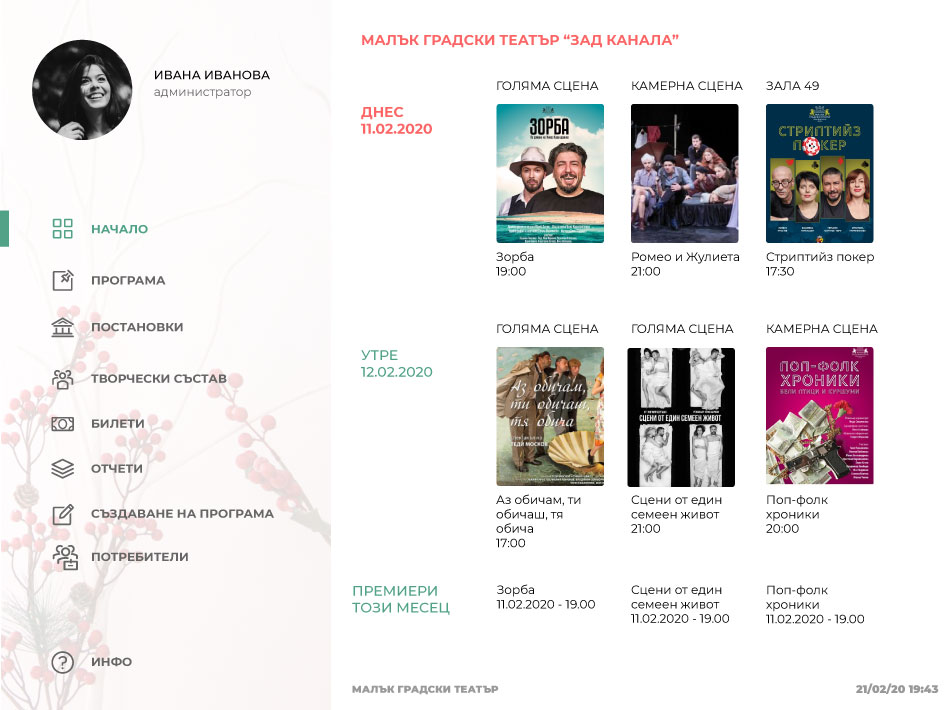 ИВАНА ИВАНОВА
администратор
НАЧАЛО
ПРОГРАМА
ПОСТАНОВКИ
ТВОРЧЕСКИ СЪСТАВ
БИЛЕТИ
ОТЧЕТИ
СЪЗДАВАНЕ НА ПРОГРАМА
ПОТРЕБИТЕЛИ
ИНФО
МАЛЪК ГРАДСКИ ТЕАТЪР “ЗАД КАНАЛА”
ДНЕС
11.02.2020
ГОЛЯМА СЦЕНА
ЗОРБА
Зорба
19:00
КАМЕРНА СЦЕНА
Ромео и Жулиета
21:00
ЗАЛА 49
СТРИПТИЙЗ
ПОКЕР
Стриптийз покер
17:30
УТРЕ
12.02.2020
ГОЛЯМА СЦЕНА
Аз обичам,
ти обичаш,
тя обича
ТЕДИ МОСКОВ
Аз обичам, ти
обичаш, тя
обича
17:00
ГОЛЯМА СЦЕНА
СЦЕНИ ОТ ЕДИН СЕМЕЕН ЖИВОТ
Сцени от един
семеен живот
21:00
КАМЕРНА СЦЕНА
ПОП-ФОЛК
ХРОНИКИ
БЕЛИ ПТИЦИ И КУРШУМИ
Поп-фолк
хроники
20:00
ПРЕМИЕРИ
ТОЗИ МЕСЕЦ
Зорба
11.02.2020 - 19.00
Сцени от един
семеен живот
11.02.2020 - 19.00
Поп-фолк
хроники
11.02.2020 - 19.00
МАЛЪК ГРАДСКИ ТЕАТЪР
21/02/20 19:43